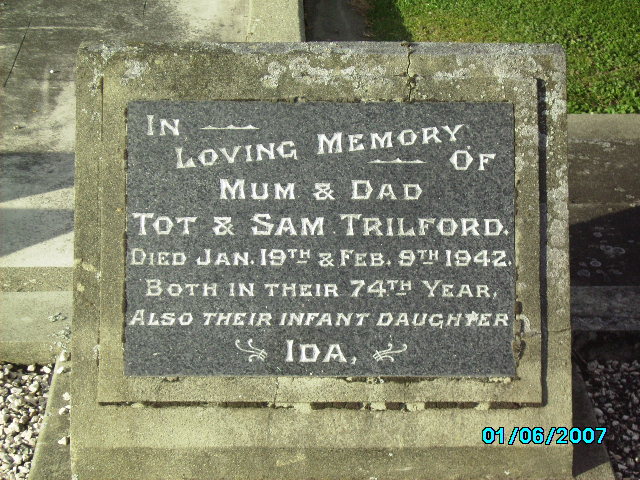 IN
LOVING MEMORY OF
MUM & DAD
TOT & SAM TRILFORD.
DIED JAN. 19TH & FEB. 9TH 1942.
BOTH IN THEIR 74TH YEAR.
ALSO THEIR INFANT DAUGHTER
IDA.
01/06/2007